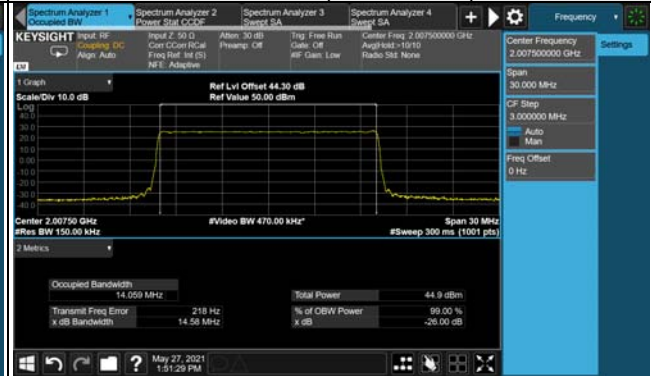 Spectrum Analyzer 1
Occupied BW
Spectrum Analyzer 2
Power Stat CCDF
Spectrum Analyzer 3
Swept SA
Spectrum Analyzer 4
Swept SA
Frequency
KEYSIGHT
Input: RF
Coupling: DC
Align: Auto
Input Z: 50 Ω
Corr CCorr RCal
Freq Ref: Int (S)
NFE: Adaptive
Atten: 30 dB
Preamp: Off
Trig: Free Run
Gate: Off
#IF Gain: Low
Center Freq: 2.007500000 GHz
Avg|Hold:>10/10
Radio Std: None
Center Frequency
2.007500000 GHz
Settings
Span
30.000 MHz
CF Step
3.000000 MHz
Auto
Man
Freq Offset
0 Hz
1 Graph
Scale/Div 10.0 dB
Ref Lvl Offset 44.30 dB
Ref Value 50.00 dBm
Log
40.0
30.0
20.0
10.0
0.00
-10.0
-20.0
-30.0
-40.0
Center 2.00750 GHz
#Res BW 150.00 kHz
#Video BW 470.00 kHz*
Span 30 MHz
#Sweep 300 ms (1001 pts)
2 Metrics
Occupied Bandwidth
14.059 MHz
Total Power
44.9 dBm
Transmit Freq Error
218 Hz
% of OBW Power
99.00 %
x dB Bandwidth
14.58 MHz
x dB
-26.00 dB
May 27, 2021
1:51:29 PM